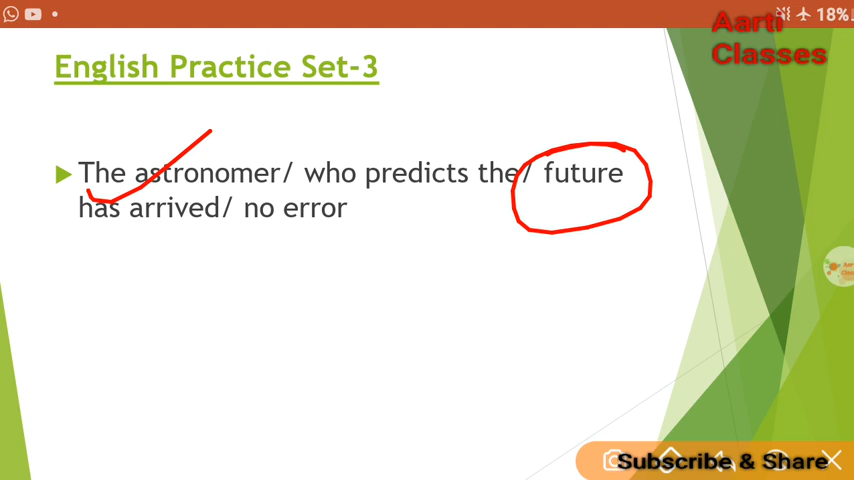 18%
Aarti
Classes
English Practice Set-3
The astronomer/ who predicts the/ future
has arrived/ no error
Subscribe & Share